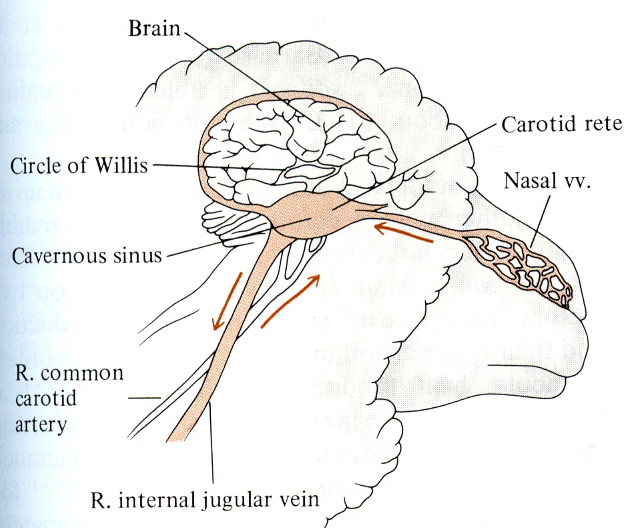 Brain
Carotid rete
Circle of Willis
Nasal vv.
Cavernous sinus
R. common
carotid
artery
R. internal jugular vein